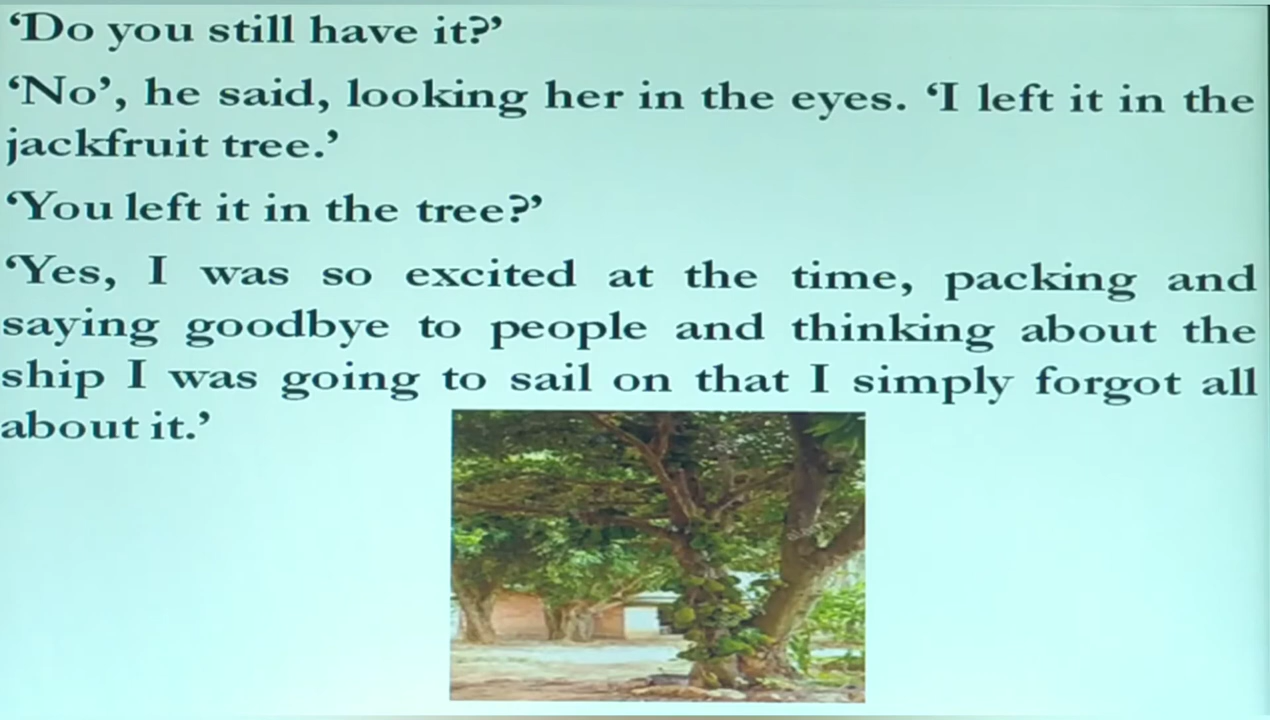 ‘Do you still have it?’
‘No’, he said, looking her in the eyes. ‘I left it in the
jackfruit tree.’
‘You left it in the tree?’
‘Yes, I was so excited at the time, packing and
saying goodbye to people and thinking about the
ship I was going to sail on that I simply forgot all
about it.’